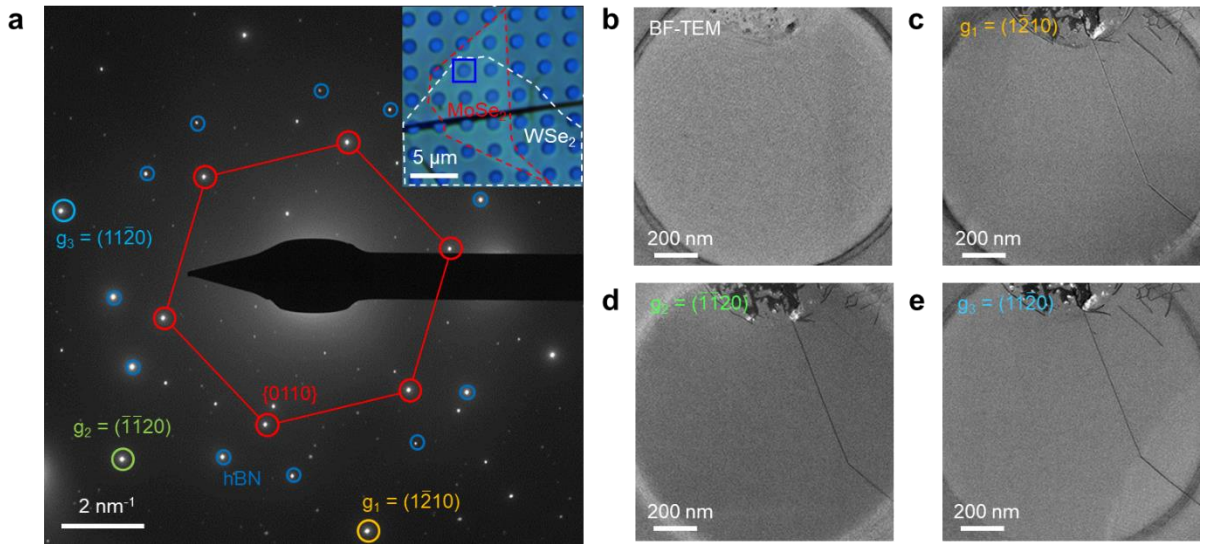 a
MoSe₂
WSe₂
5 μm
g₃ = (112̅0)
{011̅0}
g₂ = (1̅1̅20)
hBN
g₁ = (12̅10)
2 nm⁻¹
b
BF-TEM
200 nm
c
g₁ = (12̅10)
200 nm
d
g₂ = (1̅1̅20)
200 nm
e
g₃ = (112̅0)
200 nm